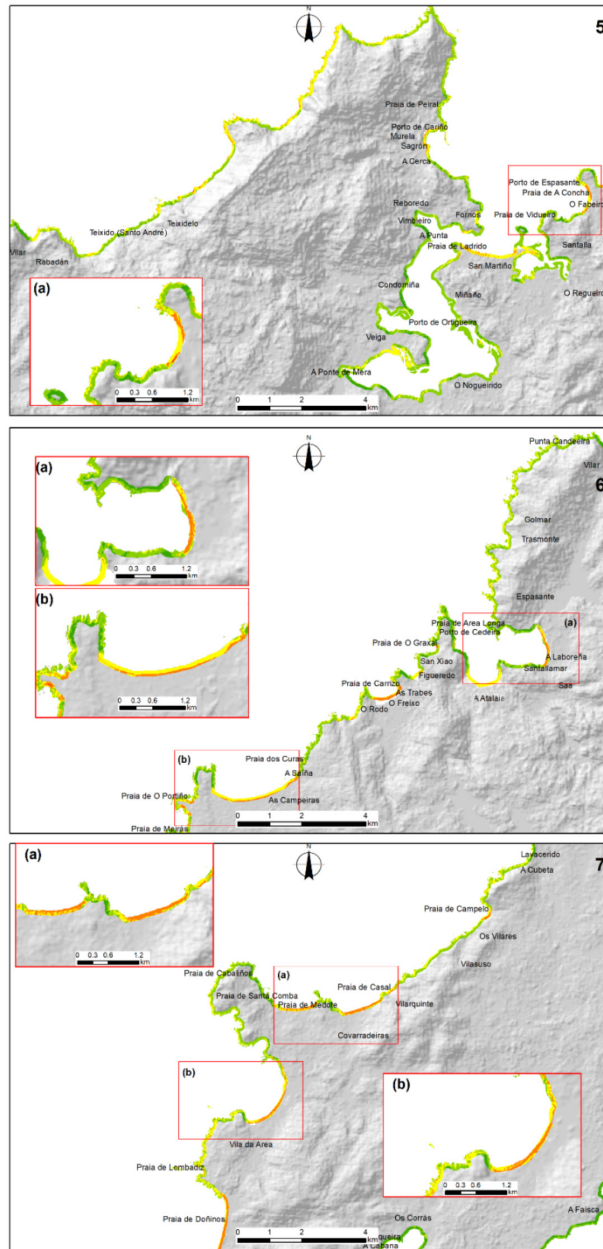 N
5
Praia de Peiral
Porto de Cariño
Murela
Sagrón
A Cerca
Porto de Espasante
Praia de A Concha
O Fabeiro
Reboredo
Fornos
Praia de Vidueiro
Vimbieiro
Teixidelo
A Punta
Teixido (Santo Andre)
Praia de Ladrido
Santalla
Vilar
Rabadán
San Martiño
Condomiña
Miñaño
O Regueiro
(a)
Porto de Ortigueira
Veiga
A Ponte de Mera
O Nogueirido
0 0.3 0.6 1.2
km
0 1 2 4
km
N
Punta Candeeira
Vilar
6
(a)
0 0.3 0.6 1.2
km
Golmar
Trasmonte
Espasante
(b)
Praia de Area Longa
Porto de Cedeira
(a)
Praia de O Graxal
A Laboreña
San Xiao
Santallamar
Figueredo
Saa
Praia de Carrizo
As Trabes
O Freixo
A Atalaia
O Rodo
0 0.3 0.6 1.2
km
(b)
Praia dos Curas
A Saíña
Praia de O Portiño
As Campeiras
Praia de Meirás
0 1 2 4
km
(a)
N
7
Lavacerido
A Cubeta
Praia de Campelo
0 0.3 0.6 1.2
km
Os Vilares
Vilasuso
Praia de Cabaliños
(a)
Praia de Casal
Praia de Santa Comba
Praia de Medote
Vilarquinte
Covarradeiras
(b)
(b)
Vila da Area
Praia de Lembadiz
0 0.3 0.6 1.2
km
Praia de Doñinos
Os Corrás
A Faisca
0 1 2 4
km
A Cabana